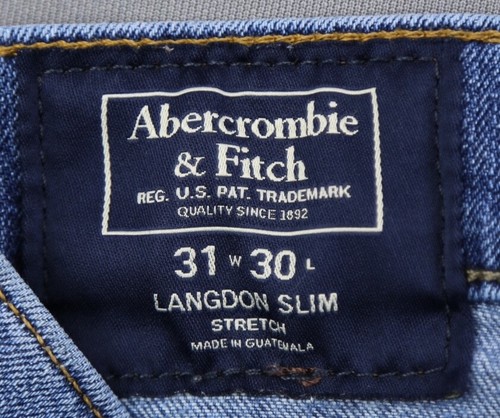 Abercrombie
& Fitch
REG. U.S. PAT. TRADEMARK
QUALITY SINCE 1892
31 W 30 L
LANGDON SLIM
STRETCH
MADE IN GUATEMALA